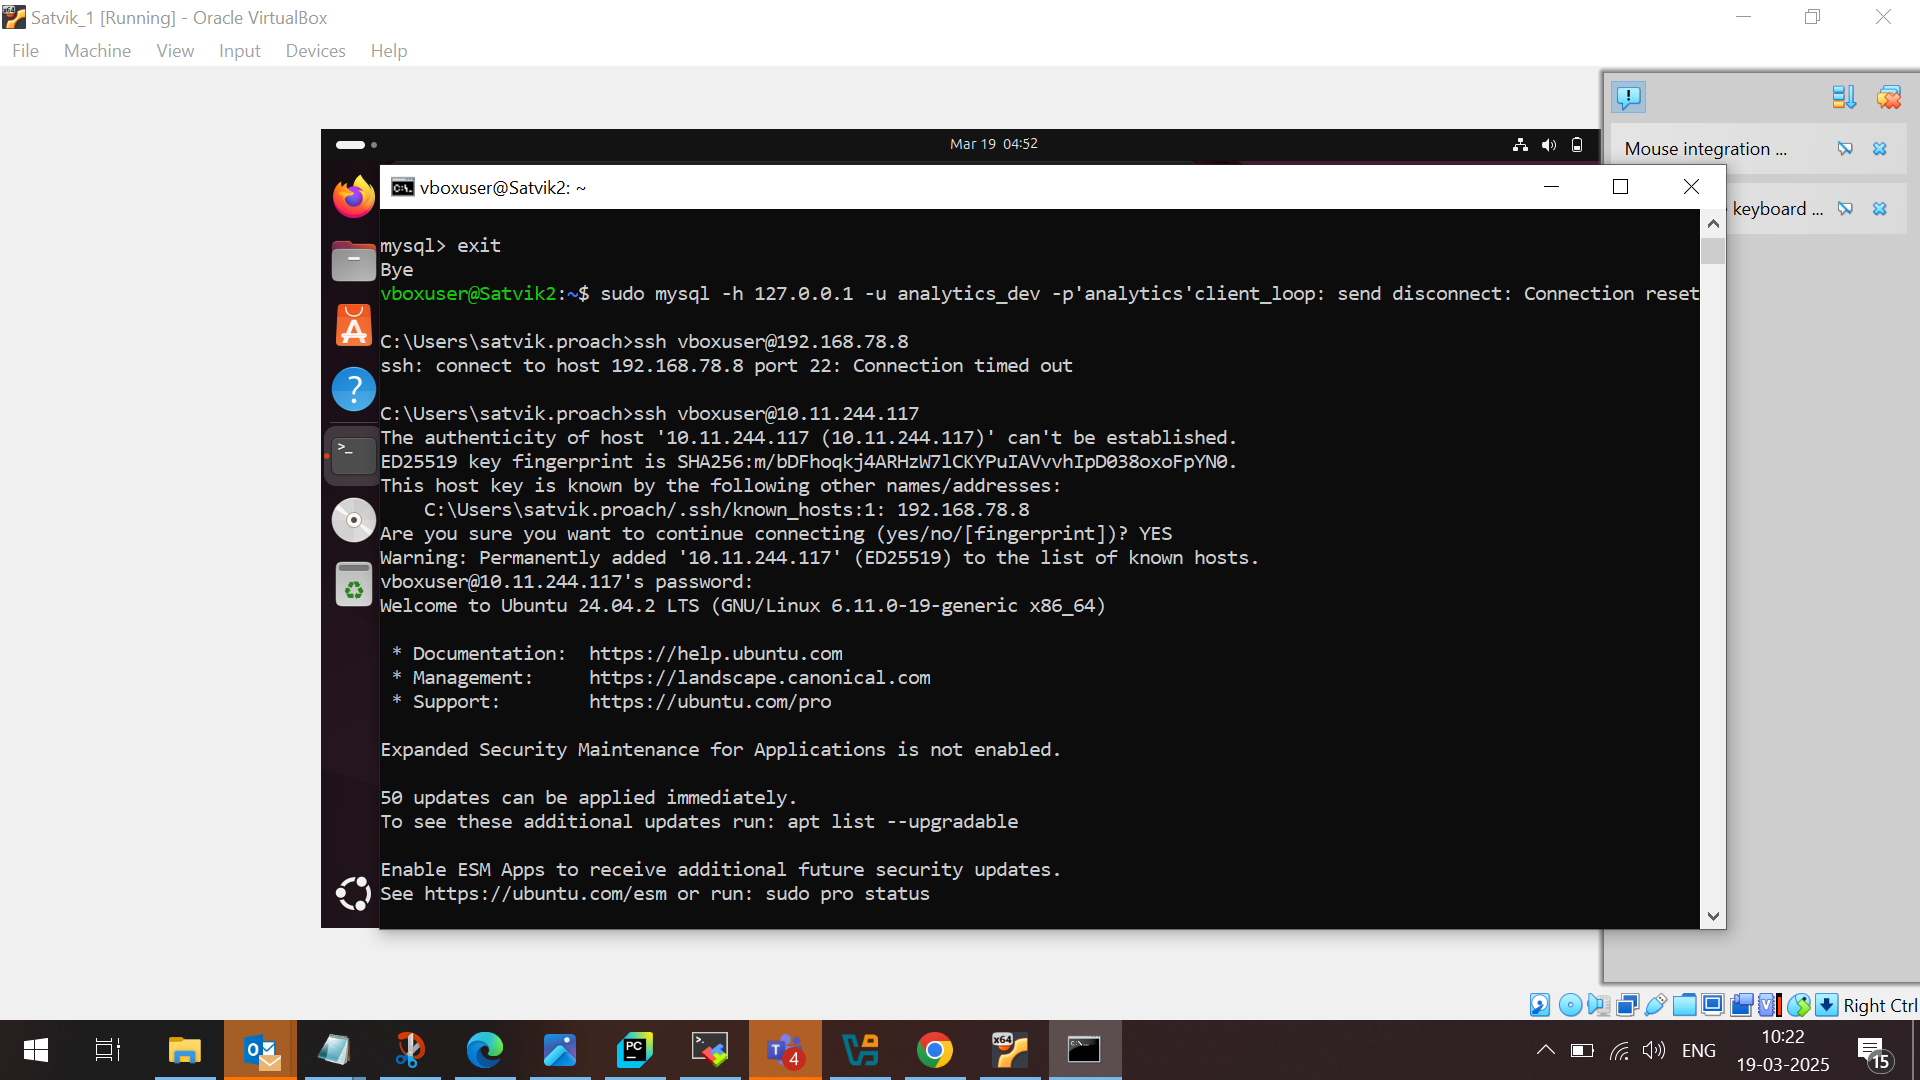 Satvik_1 [Running] - Oracle VirtualBox
File Machine View Input Devices Help
Mar 19 04:52
Mouse integration ...
keyboard ...
vboxuser@Satvik2: ~
mysql> exit
Bye
vboxuser@Satvik2:~$ sudo mysql -h 127.0.0.1 -u analytics_dev -p'analytics'client_loop: send disconnect: Connection reset
C:\Users\satvik.proach>ssh vboxuser@192.168.78.8
ssh: connect to host 192.168.78.8 port 22: Connection timed out
C:\Users\satvik.proach>ssh vboxuser@10.11.244.117
The authenticity of host '10.11.244.117 (10.11.244.117)' can't be established.
ED25519 key fingerprint is SHA256:m/bDFhoqkj4ARHzW7lCKYPuIAVvvhIpD038oxoFpYN0.
This host key is known by the following other names/addresses:
    C:\Users\satvik.proach/.ssh/known_hosts:1: 192.168.78.8
Are you sure you want to continue connecting (yes/no/[fingerprint])? YES
Warning: Permanently added '10.11.244.117' (ED25519) to the list of known hosts.
vboxuser@10.11.244.117's password:
Welcome to Ubuntu 24.04.2 LTS (GNU/Linux 6.11.0-19-generic x86_64)
 * Documentation:  https://help.ubuntu.com
 * Management:     https://landscape.canonical.com
 * Support:        https://ubuntu.com/pro
Expanded Security Maintenance for Applications is not enabled.
50 updates can be applied immediately.
To see these additional updates run: apt list --upgradable
Enable ESM Apps to receive additional future security updates.
See https://ubuntu.com/esm or run: sudo pro status
Right Ctrl
PC
4
x64
ENG
10:22
19-03-2025
15